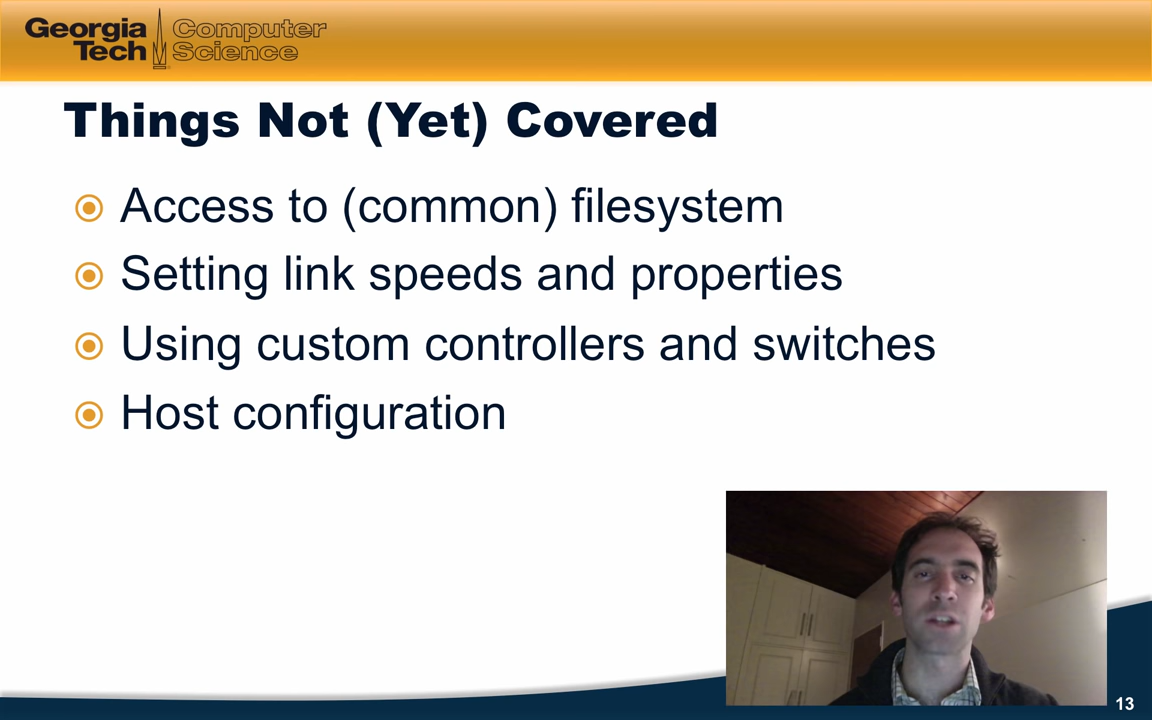 Georgia Tech
Computer Science
Things Not (Yet) Covered
Access to (common) filesystem
Setting link speeds and properties
Using custom controllers and switches
Host configuration
13